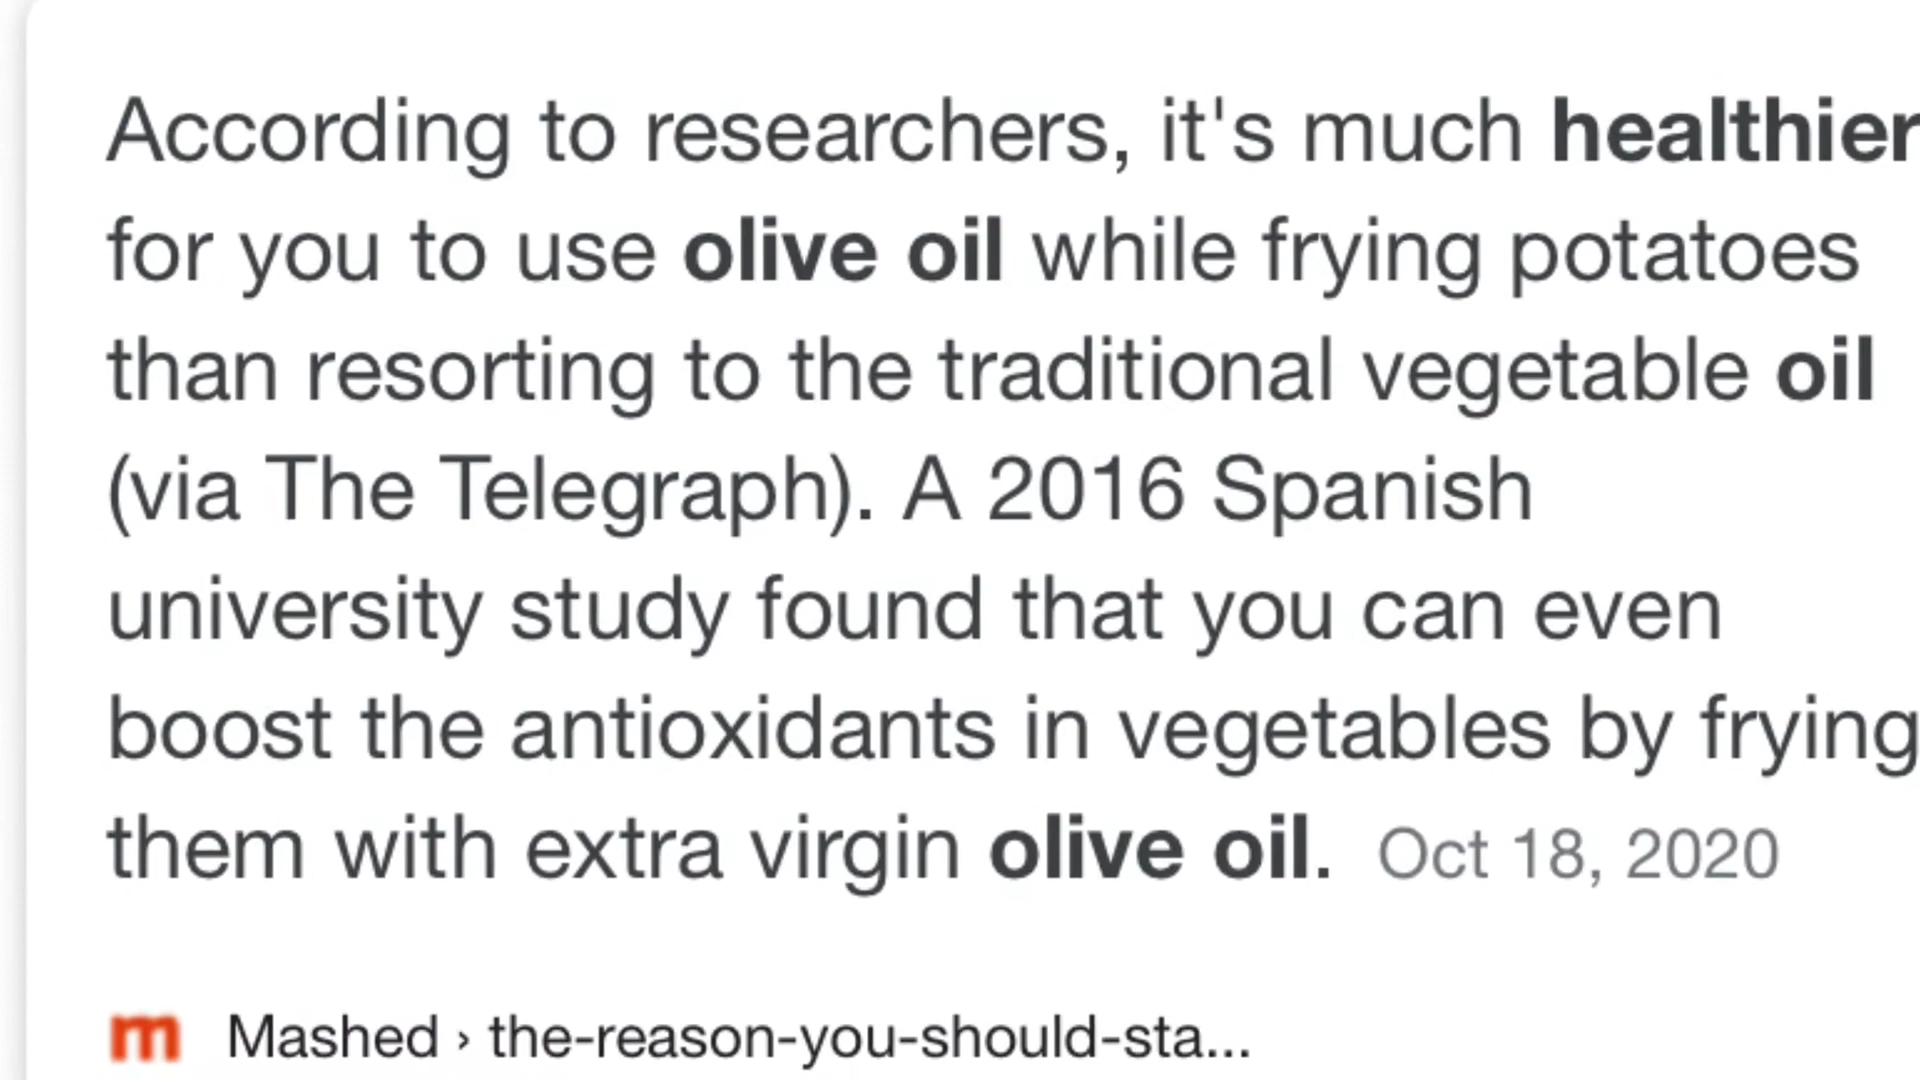 According to researchers, it's much healthier
for you to use olive oil while frying potatoes
than resorting to the traditional vegetable oil
(via The Telegraph). A 2016 Spanish
university study found that you can even
boost the antioxidants in vegetables by frying
them with extra virgin olive oil. Oct 18, 2020
m Mashed › the-reason-you-should-sta...